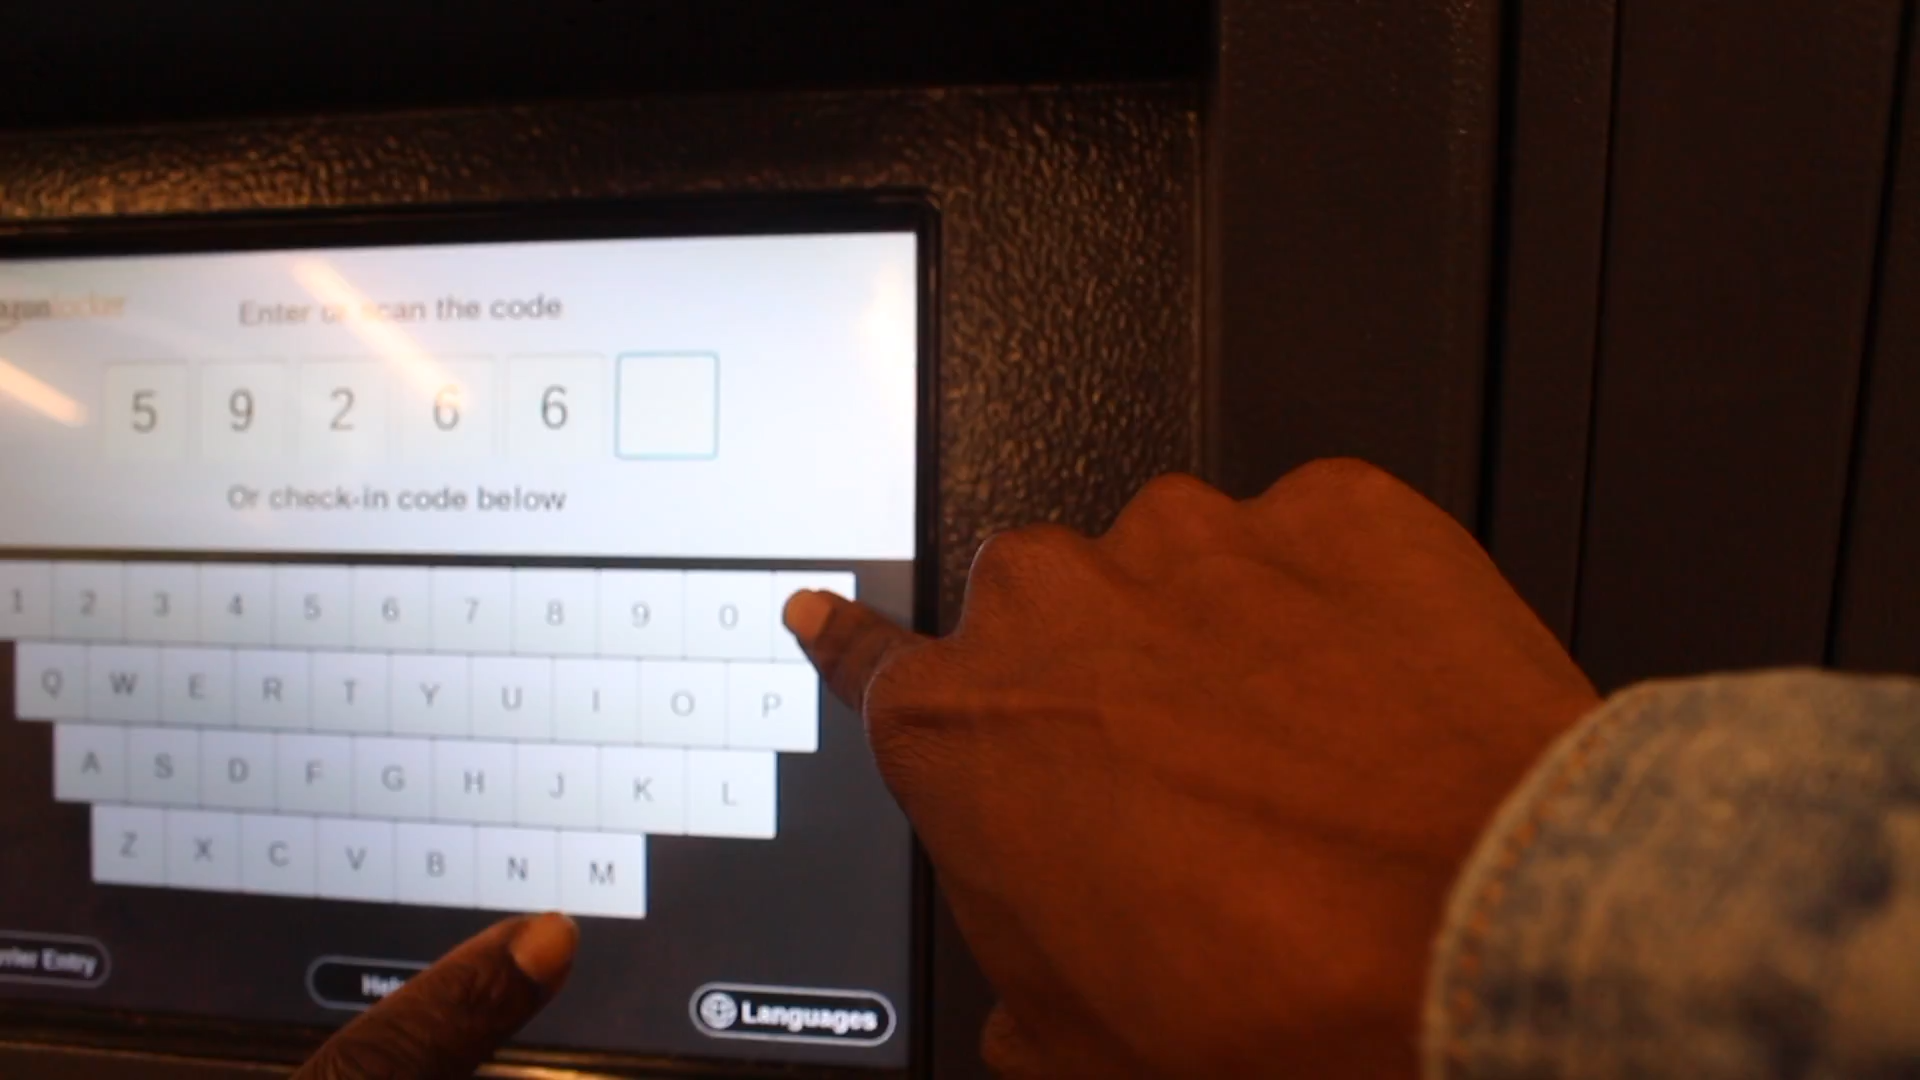 Enter or scan the code
5 9 2 6 6
Or check-in code below
1 2 3 4 5 6 7 8 9 0
Q W E R T Y U I O P
A S D F G H J K L
Z X C V B N M
Entry
Languages